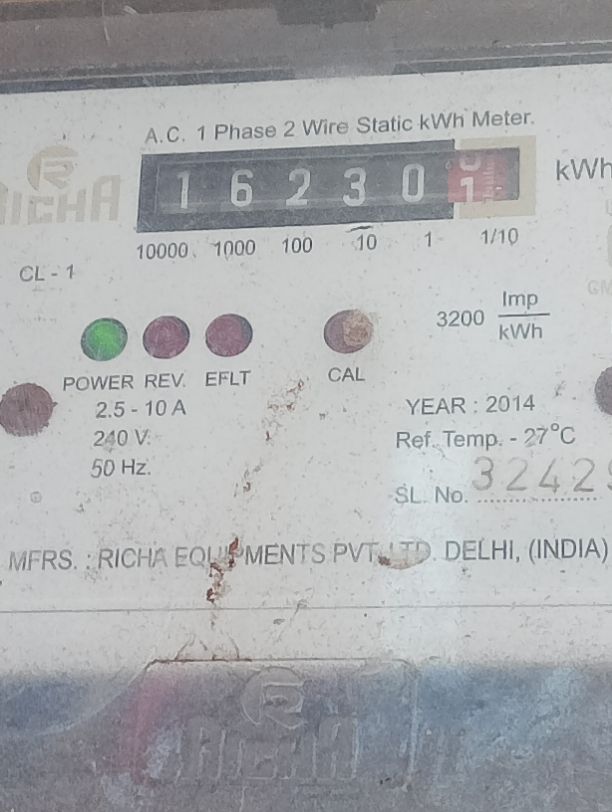 A.C. 1 Phase 2 Wire Static kWh Meter.
RICHA
1 6 2 3 0 1 kWh
10000 1000 100 10 1 1/10
CL - 1
3200 Imp
kWh
POWER REV. EFLT CAL
2.5 - 10 A
240 V.
50 Hz.
YEAR : 2014
Ref. Temp. - 27°C
SL. No. 3242
MFRS. : RICHA EQUIPMENTS PVT. LTD. DELHI, (INDIA)
RICHA